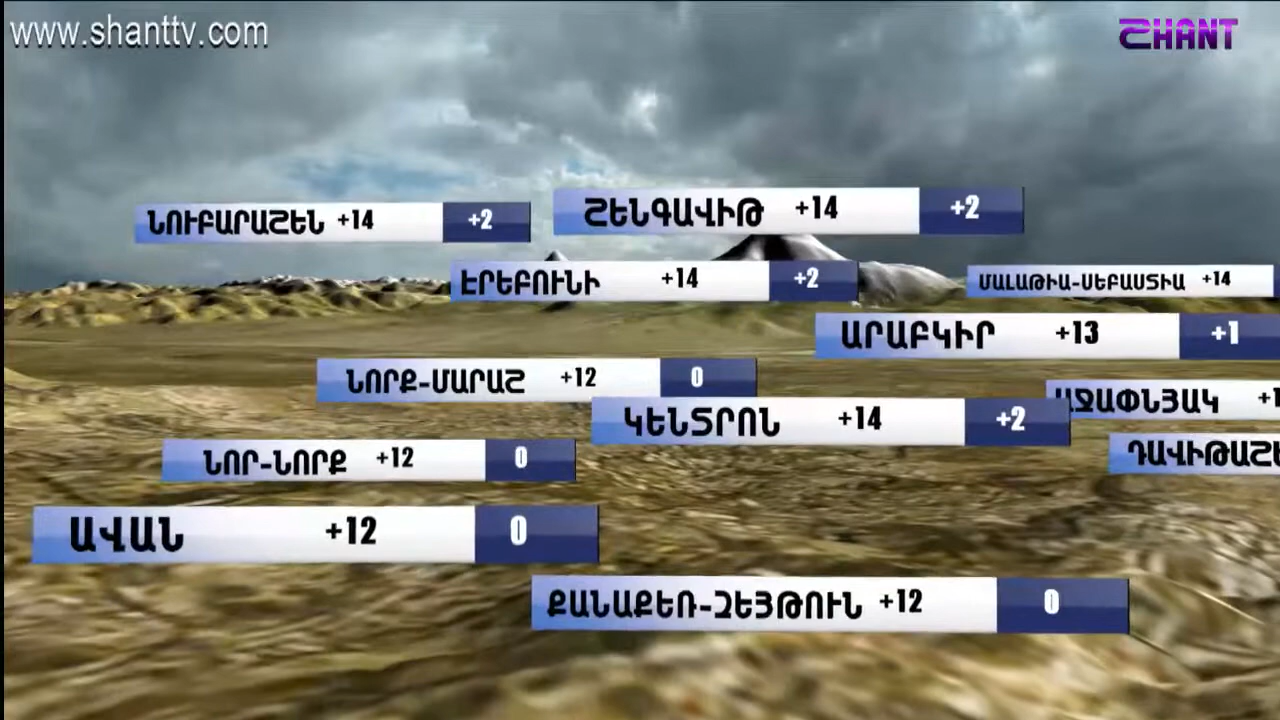 www.shanttv.com
SHANT
ՆՈՒԲԱՐԱՇԵՆ +14 +2
ՇԵՆԳԱՎԻԹ +14 +2
ԷՐԵԲՈՒՆԻ +14 +2
ՄԱԼԱԹԻԱ-ՍԵԲԱՍՏԻԱ +14
ԱՐԱԲԿԻՐ +13 +1
ՆՈՐՔ-ՄԱՐԱՇ +12 0
ԱՋԱՓՆՅԱԿ
ԿԵՆՏՐՈՆ +14 +2
ՆՈՐ-ՆՈՐՔ +12 0
ԱՎԱՆ +12 0
ՔԱՆԱՔԵՌ-ԶԵՅԹՈՒՆ +12 0